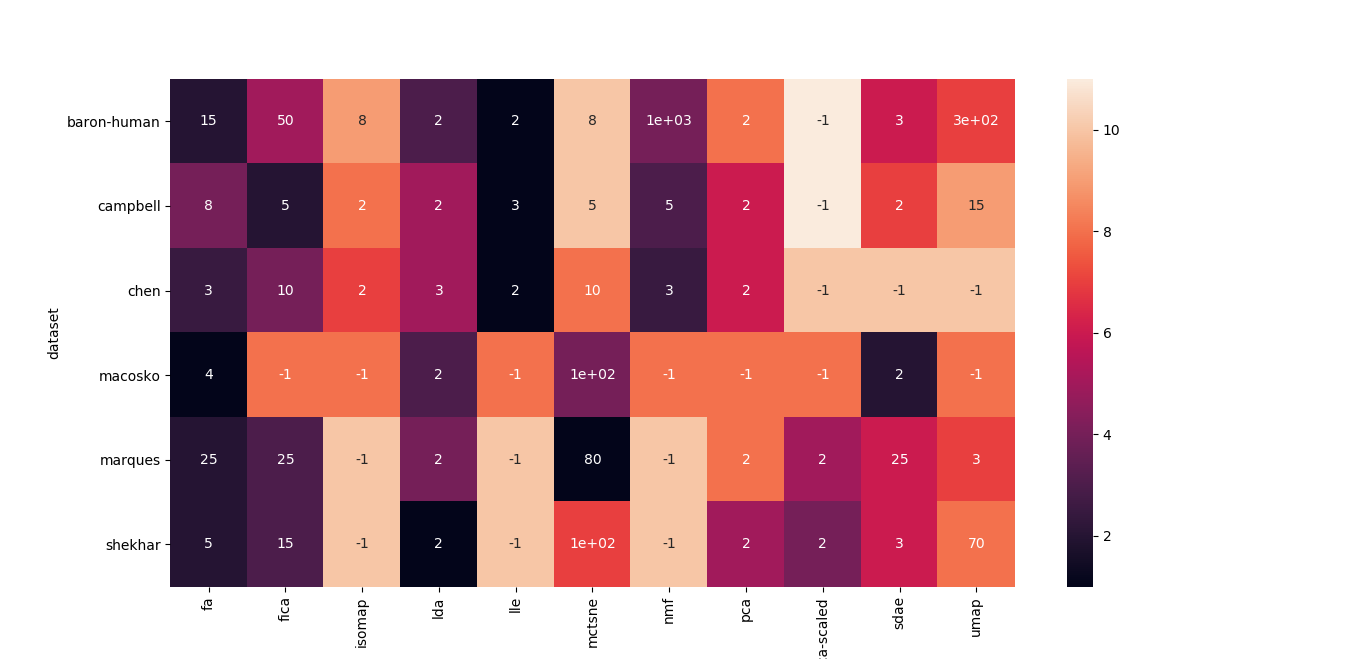 baron-human 15 50 8 2 2 8 1e+03 2 -1 3 3e+02
campbell 8 5 2 2 3 5 5 2 -1 2 15
chen 3 10 2 3 2 10 3 2 -1 -1 -1
macosko 4 -1 -1 2 -1 1e+02 -1 -1 -1 2 -1
marques 25 25 -1 2 -1 80 -1 2 2 25 3
shekhar 5 15 -1 2 -1 1e+02 -1 2 2 3 70
dataset
fa fica isomap lda lle mctsne nmf pca a-scaled sdae umap
10
8
6
4
2